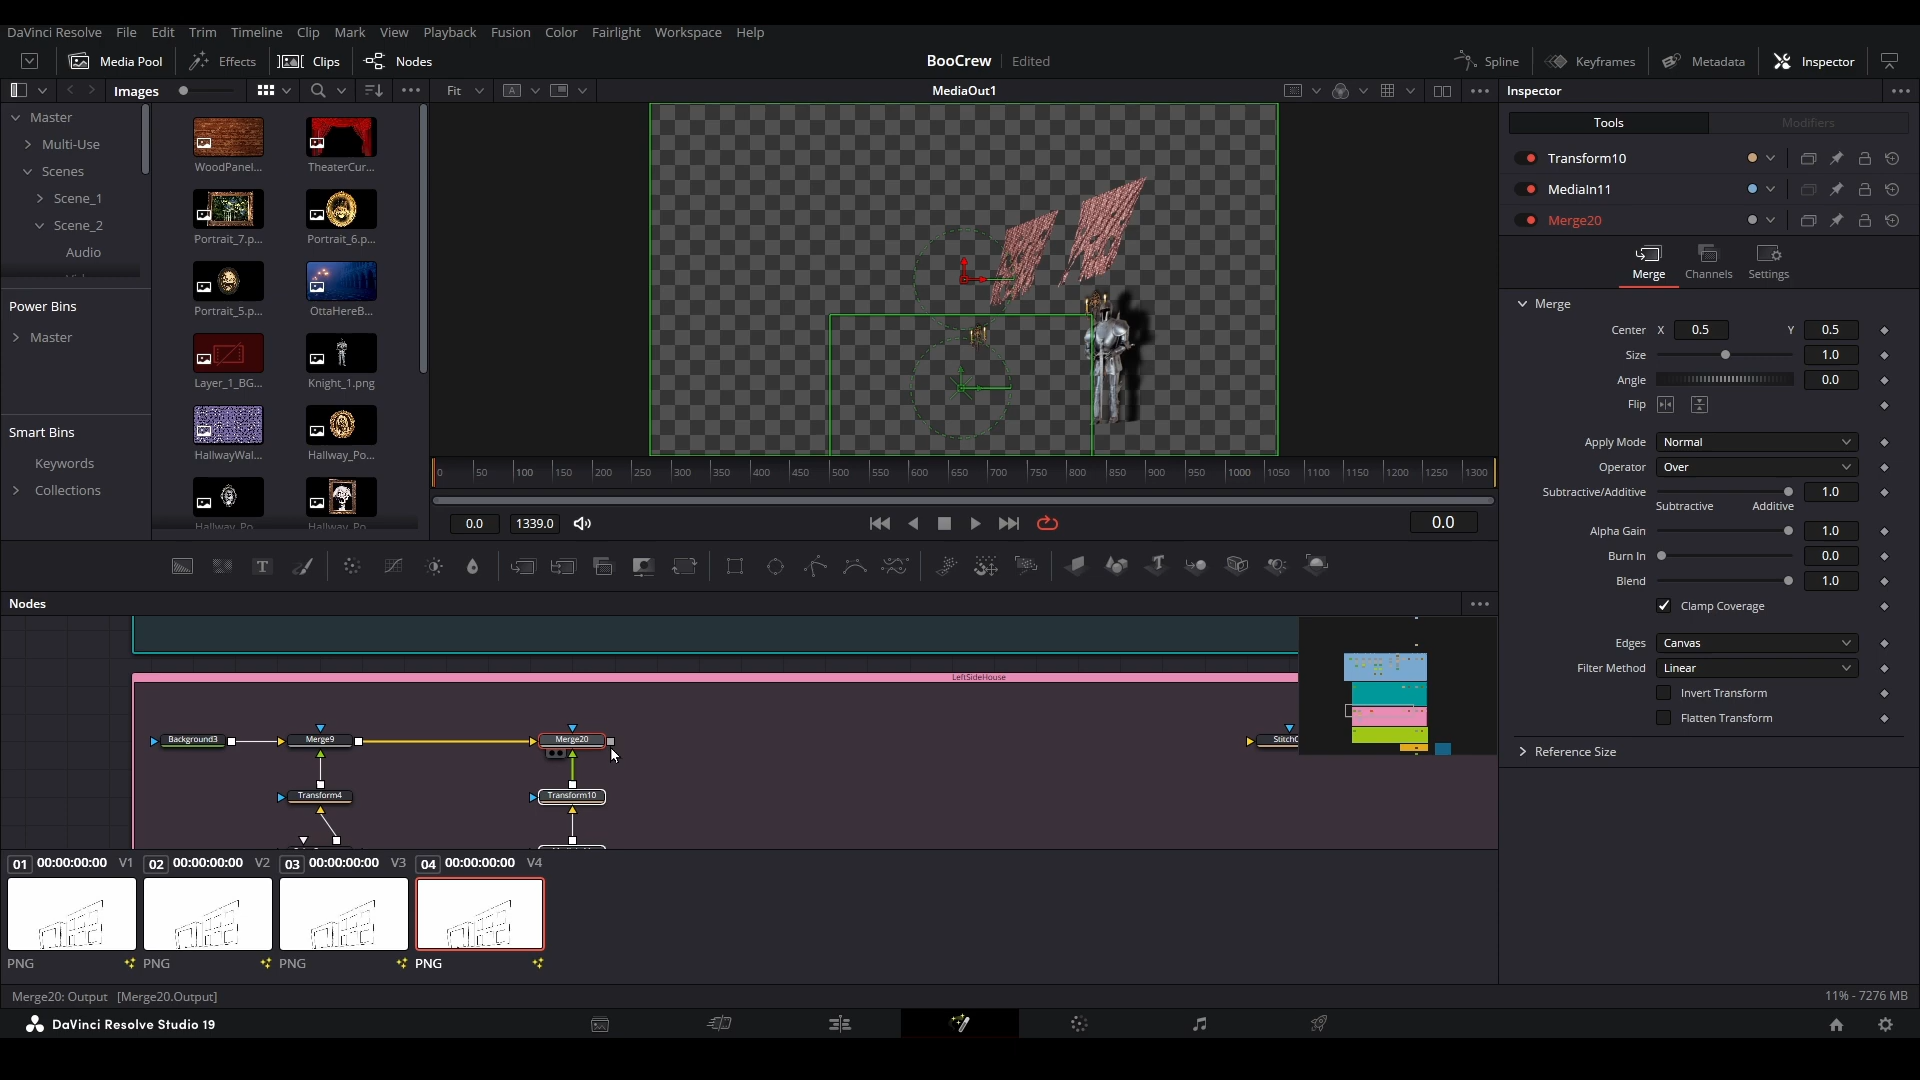 DaVinci Resolve File Edit Trim Timeline Clip Mark View Playback Fusion Color Fairlight Workspace Help
Media Pool Effects Clips Nodes BooCrew Edited Spline Keyframes Metadata Inspector
Images Fit A MediaOut1 Inspector
Master
Multi-Use
Scenes
Scene_1
Scene_2
Audio
Power Bins
Master
Smart Bins
Keywords
Collections
WoodPanel... TheaterCur...
Portrait_7.p... Portrait_6.p...
Portrait_5.p... OttaHereB...
Layer_1_BG... Knight_1.png
HallwayWal... Hallway_Po...
Hallway_Po... Hallway_Po...
0 50 100 150 200 250 300 350 400 450 500 550 600 650 700 750 800 850 900 950 1000 1050 1100 1150 1200 1250 1300
0.0 1339.0 0.0
Tools Modifiers
Transform10
MediaIn11
Merge20
Merge Channels Settings
Merge
Center X 0.5 Y 0.5
Size 1.0
Angle 0.0
Flip
Apply Mode Normal
Operator Over
Subtractive/Additive 1.0
Subtractive Additive
Alpha Gain 1.0
Burn In 0.0
Blend 1.0
Clamp Coverage
Edges Canvas
Filter Method Linear
Invert Transform
Flatten Transform
Reference Size
T T
Nodes
LeftSideHouse
Background3 Merge9 Merge20
Transform4 Transform10
01 00:00:00:00 V1 02 00:00:00:00 V2 03 00:00:00:00 V3 04 00:00:00:00 V4
PNG PNG PNG PNG
Merge20: Output [Merge20.Output] 11% - 7276 MB
DaVinci Resolve Studio 19